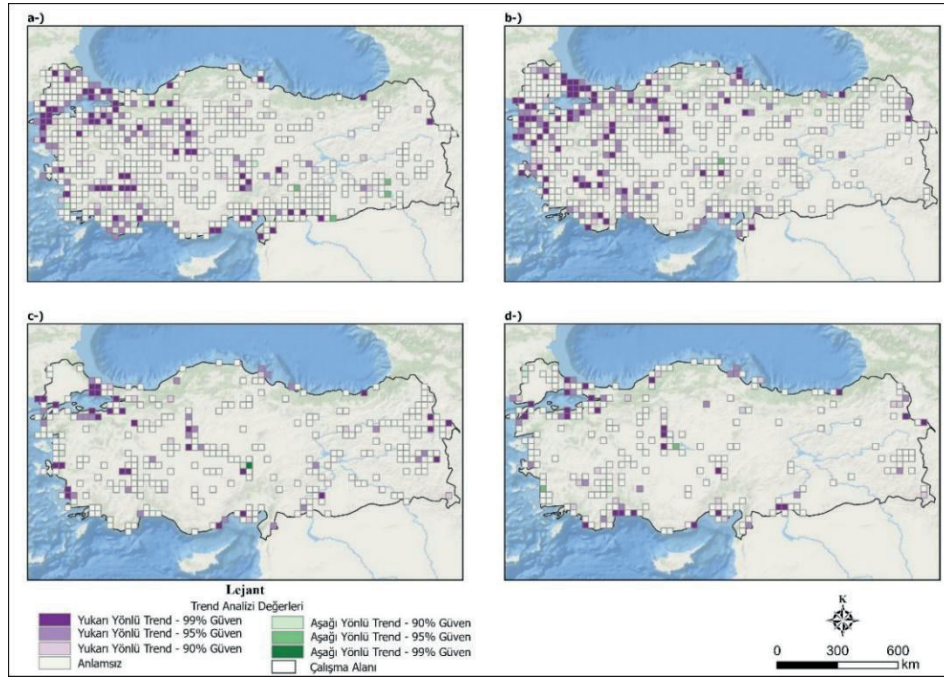 a-)
b-)
c-)
d-)
Lejant
Trend Analizi Değerleri
Yukarı Yönlü Trend - 99% Güven
Yukarı Yönlü Trend - 95% Güven
Yukarı Yönlü Trend - 90% Güven
Anlamsız
Aşağı Yönlü Trend - 90% Güven
Aşağı Yönlü Trend - 95% Güven
Aşağı Yönlü Trend - 99% Güven
Çalışma Alanı
K
0 300 600
km